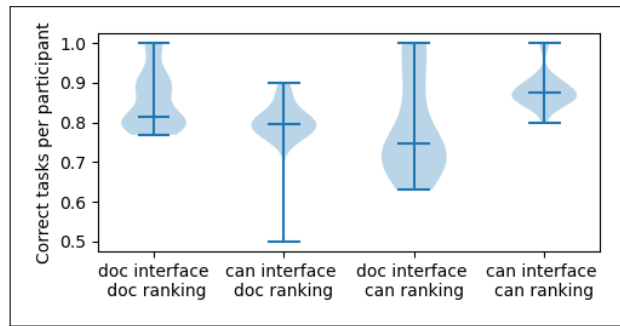 Correct tasks per participant
1.0
0.9
0.8
0.7
0.6
0.5
doc interface can interface doc interface can interface
doc ranking doc ranking can ranking can ranking